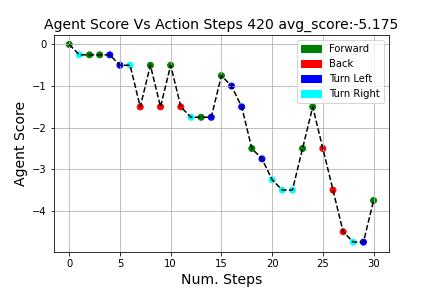 Agent Score Vs Action Steps 420 avg_score:-5.175
Agent Score
0
−1
−2
−3
−4
Forward
Back
Turn Left
Turn Right
0 5 10 15 20 25 30
Num. Steps